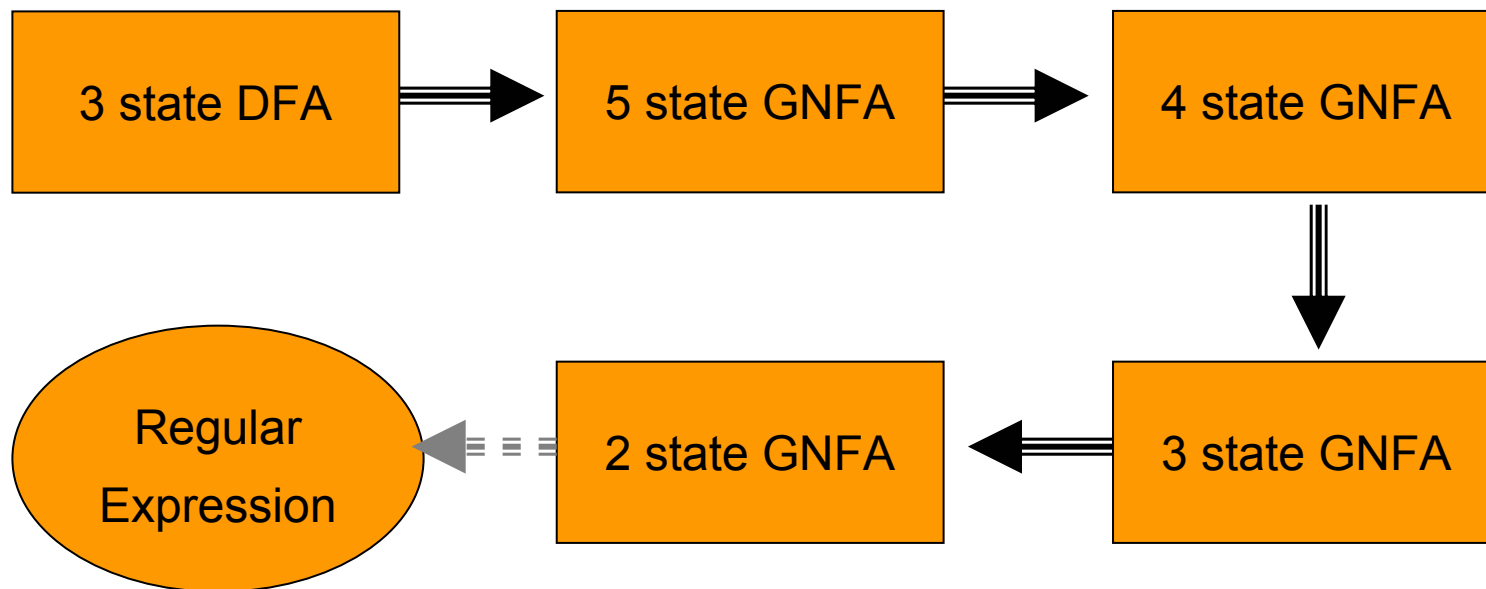 3 state DFA
5 state GNFA
4 state GNFA
Regular
Expression
2 state GNFA
3 state GNFA